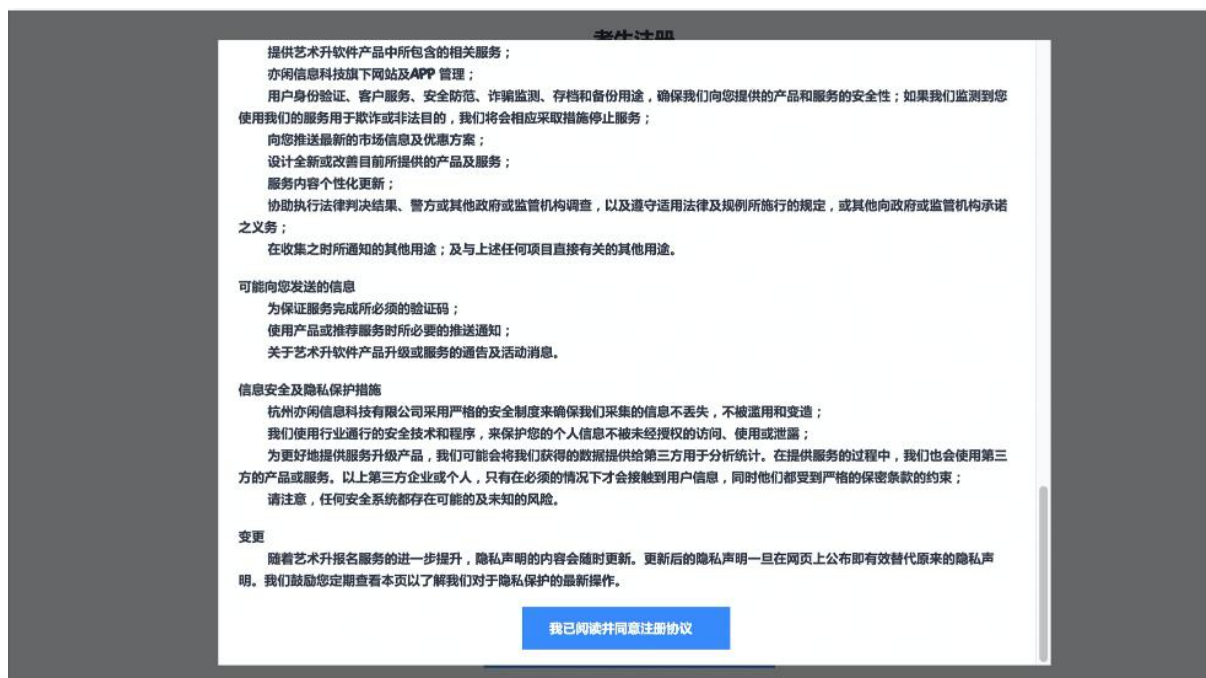 考生注册
提供艺术升软件产品中所包含的相关服务；
亦闲信息科技旗下网站及APP 管理；
用户身份验证、客户服务、安全防范、诈骗监测、存档和备份用途，确保我们向您提供的产品和服务的安全性；如果我们监测到您
使用我们的服务用于欺诈或非法目的，我们将会相应采取措施停止服务；
向您推送最新的市场信息及优惠方案；
设计全新或改善目前所提供的产品及服务；
服务内容个性化更新；
协助执行法律判决结果、警方或其他政府或监管机构调查，以及遵守适用法律及规例所施行的规定，或其他向政府或监管机构承诺
之义务；
在收集之时所通知的其他用途；及与上述任何项目直接有关的其他用途。
可能向您发送的信息
为保证服务完成所必须的验证码；
使用产品或推荐服务时所必要的推送通知；
关于艺术升软件产品升级或服务的通告及活动消息。
信息安全及隐私保护措施
杭州亦闲信息科技有限公司采用严格的安全制度来确保我们采集的信息不丢失，不被滥用和变造；
我们使用行业通行的安全技术和程序，来保护您的个人信息不被未经授权的访问、使用或泄露；
为更好地提供服务升级产品，我们可能会将我们获得的数据提供给第三方用于分析统计。在提供服务的过程中，我们也会使用第三
方的产品或服务。以上第三方企业或个人，只有在必须的情况下才会接触到用户信息，同时他们都受到严格的保密条款的约束；
请注意，任何安全系统都存在可能的及未知的风险。
变更
随着艺术升报名服务的进一步提升，隐私声明的内容会随时更新。更新后的隐私声明一旦在网页上公布即有效替代原来的隐私声
明。我们鼓励您定期查看本页以了解我们对于隐私保护的最新操作。
我已阅读并同意注册协议